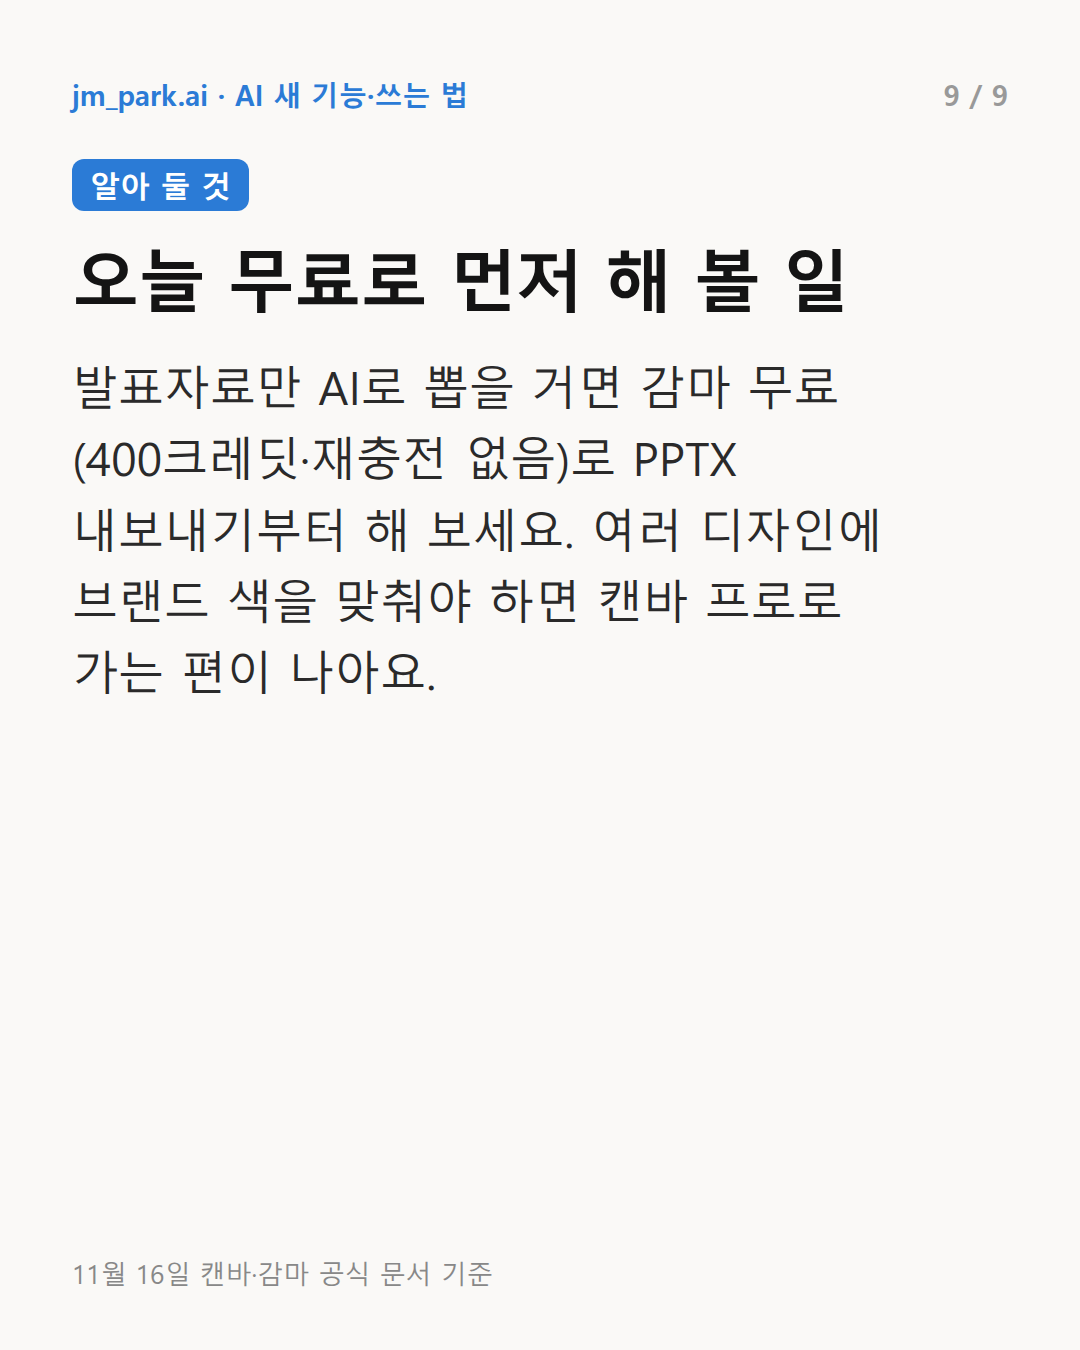 jm_park.ai · AI 새 기능·쓰는 법
9 / 9
알아 둘 것
오늘 무료로 먼저 해 볼 일
발표자료만 AI로 뽑을 거면 감마 무료
(400크레딧·재충전 없음)로 PPTX
내보내기부터 해 보세요. 여러 디자인에
브랜드 색을 맞춰야 하면 캔바 프로로
가는 편이 나아요.
11월 16일 캔바·감마 공식 문서 기준